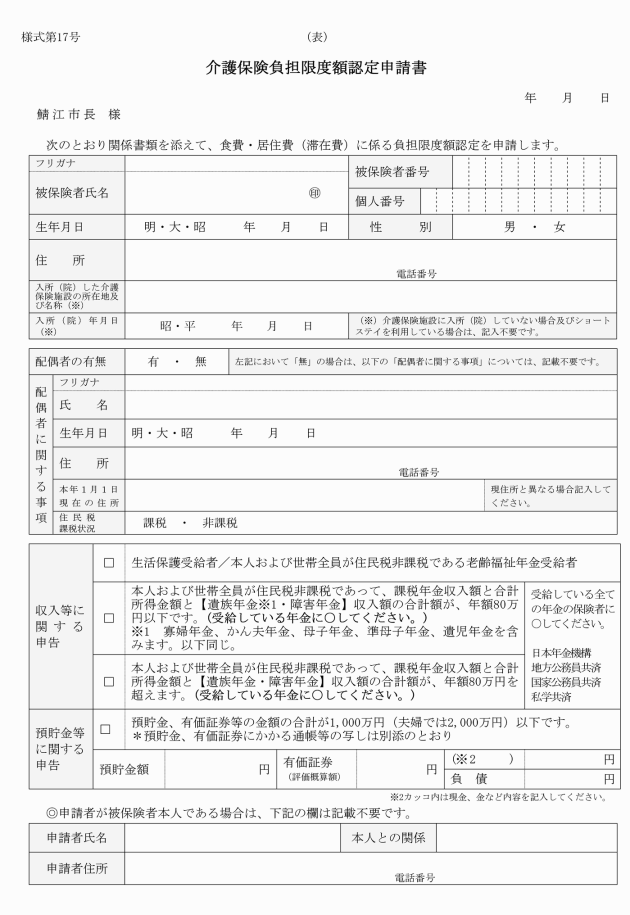 様式第17号
（表）
介護保険負担限度額認定申請書
年　　月　　日
鯖江市長　様
次のとおり関係書類を添えて、食費・居住費（滞在費）に係る負担限度額認定を申請します。
フリガナ
被保険者氏名
㊞
被保険者番号
個人番号
生年月日
明・大・昭　　年　　月　　日
性　　別
男　・　女
住　　所
電話番号
入所（院）した介護
保険施設の所在地及
び名称（※）
入所（院）年月日
（※）
昭・平　　年　　月　　日
（※）介護保険施設に入所（院）していない場合及びショート
ステイを利用している場合は、記入不要です。
配偶者の有無
有　・　無
左記において「無」の場合は、以下の「配偶者に関する事項」については、記載不要です。
配偶者に関する事項
フリガナ
氏　　名
生年月日
明・大・昭　　年　　月　　日
住　　所
電話番号
本年１月１日
現在の住所
現住所と異なる場合記入して
ください。
住民税
課税状況
課税　・　非課税
収入等に
関する
申告
□
生活保護受給者／本人および世帯全員が住民税非課税である老齢福祉年金受給者
□
本人および世帯全員が住民税非課税であって、課税年金収入額と合計
所得金額と【遺族年金※1・障害年金】収入額の合計額が、年額80万
円以下です。（受給している年金に○してください。）
※1　寡婦年金、かん夫年金、母子年金、準母子年金、遺児年金を含
みます。以下同じ。
□
本人および世帯全員が住民税非課税であって、課税年金収入額と合計
所得金額と【遺族年金・障害年金】収入額の合計額が、年額80万円を
超えます。（受給している年金に○してください。）
受給している全て
の年金の保険者に
○してください。
日本年金機構
地方公務員共済
国家公務員共済
私学共済
預貯金等
に関する
申告
□
預貯金、有価証券等の金額の合計が1,000万円（夫婦では2,000万円）以下です。
＊預貯金、有価証券にかかる通帳等の写しは別添のとおり
預貯金額
円
有価証券
（評価概算額）
円
(※２　　)
円
負　債
円
※2カッコ内は現金、金など内容を記入してください。
◎申請者が被保険者本人である場合は、下記の欄は記載不要です。
申請者氏名
本人との関係
申請者住所
電話番号